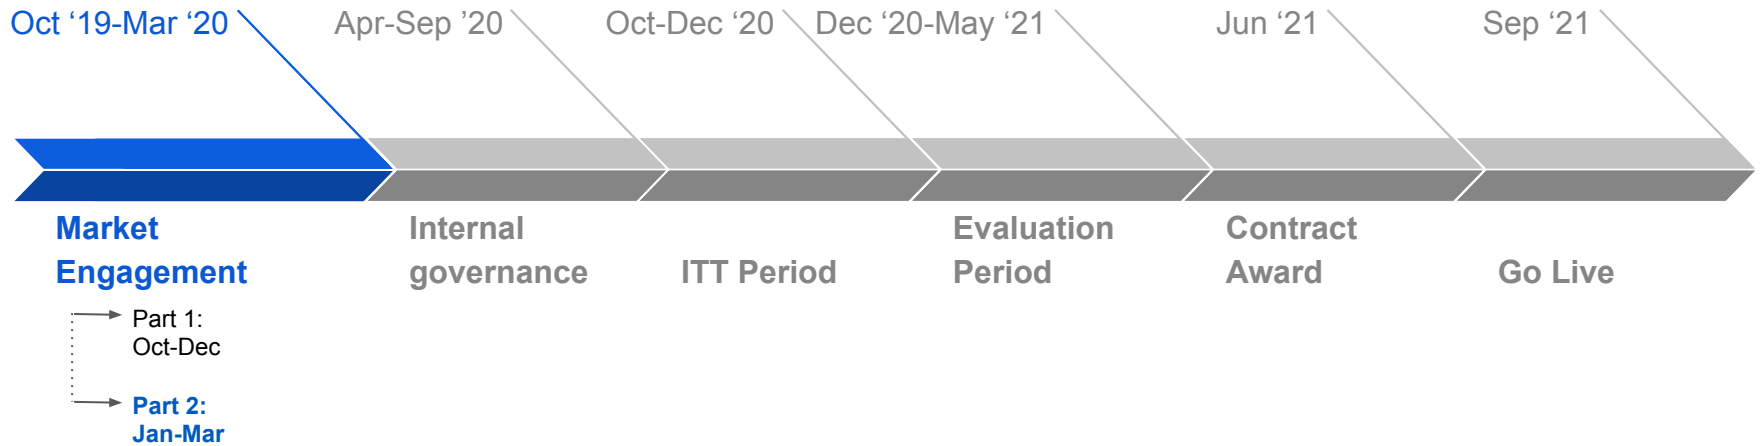 Oct ‘19-Mar ‘20
Apr-Sep ‘20
Oct-Dec ‘20
Dec ‘20-May ‘21
Jun ‘21
Sep ‘21
Market
Engagement
Internal
governance
ITT Period
Evaluation
Period
Contract
Award
Go Live
Part 1:
Oct-Dec
Part 2:
Jan-Mar